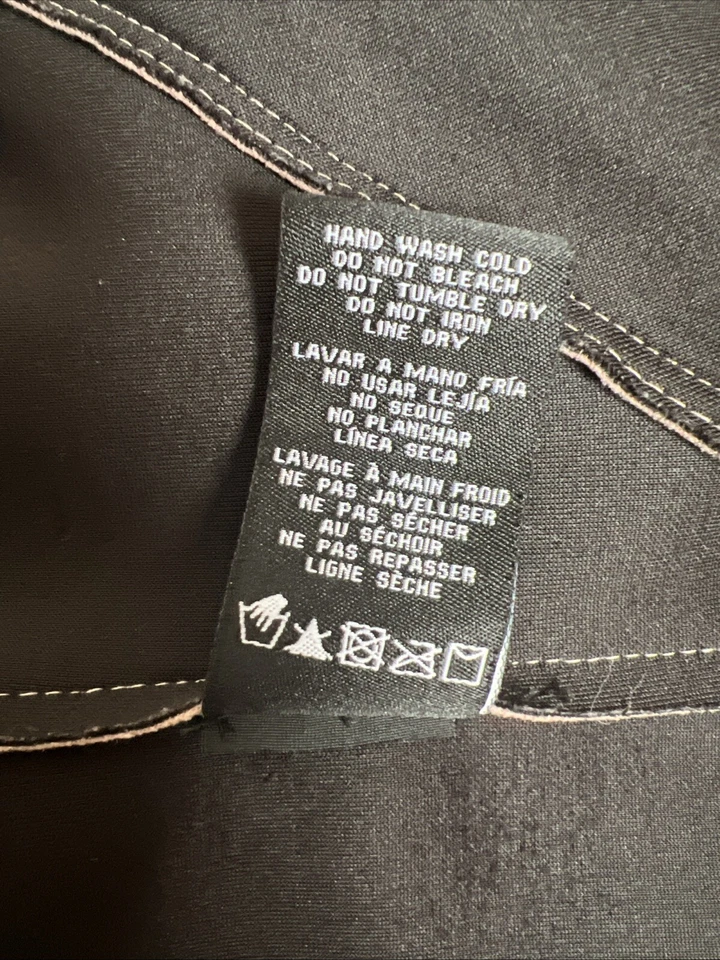 HAND WASH COLD
DO NOT BLEACH
DO NOT TUMBLE DRY
DO NOT IRON
LINE DRY
LAVAR A MANO FRÍA
NO USAR LEJÍA
NO SEQUE
NO PLANCHAR
LÍNEA SECA
LAVAGE À MAIN FROID
NE PAS JAVELLISER
NE PAS SÉCHER
AU SÉCHOIR
NE PAS REPASSER
LIGNE SÈCHE